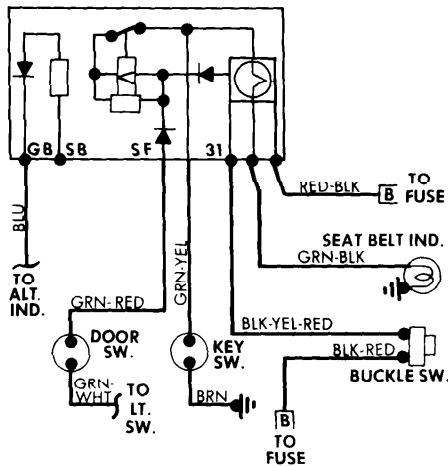 GB SB SF 31
RED-BLK
B
TO
FUSE
BLU
GRN-YEL
SEAT BELT IND.
GRN-BLK
TO
ALT.
IND.
GRN-RED
BLK-YEL-RED
DOOR
SW.
KEY
SW.
BLK-RED
BUCKLE SW.
GRN-
WHT
TO
LT.
SW.
BRN
B
TO
FUSE